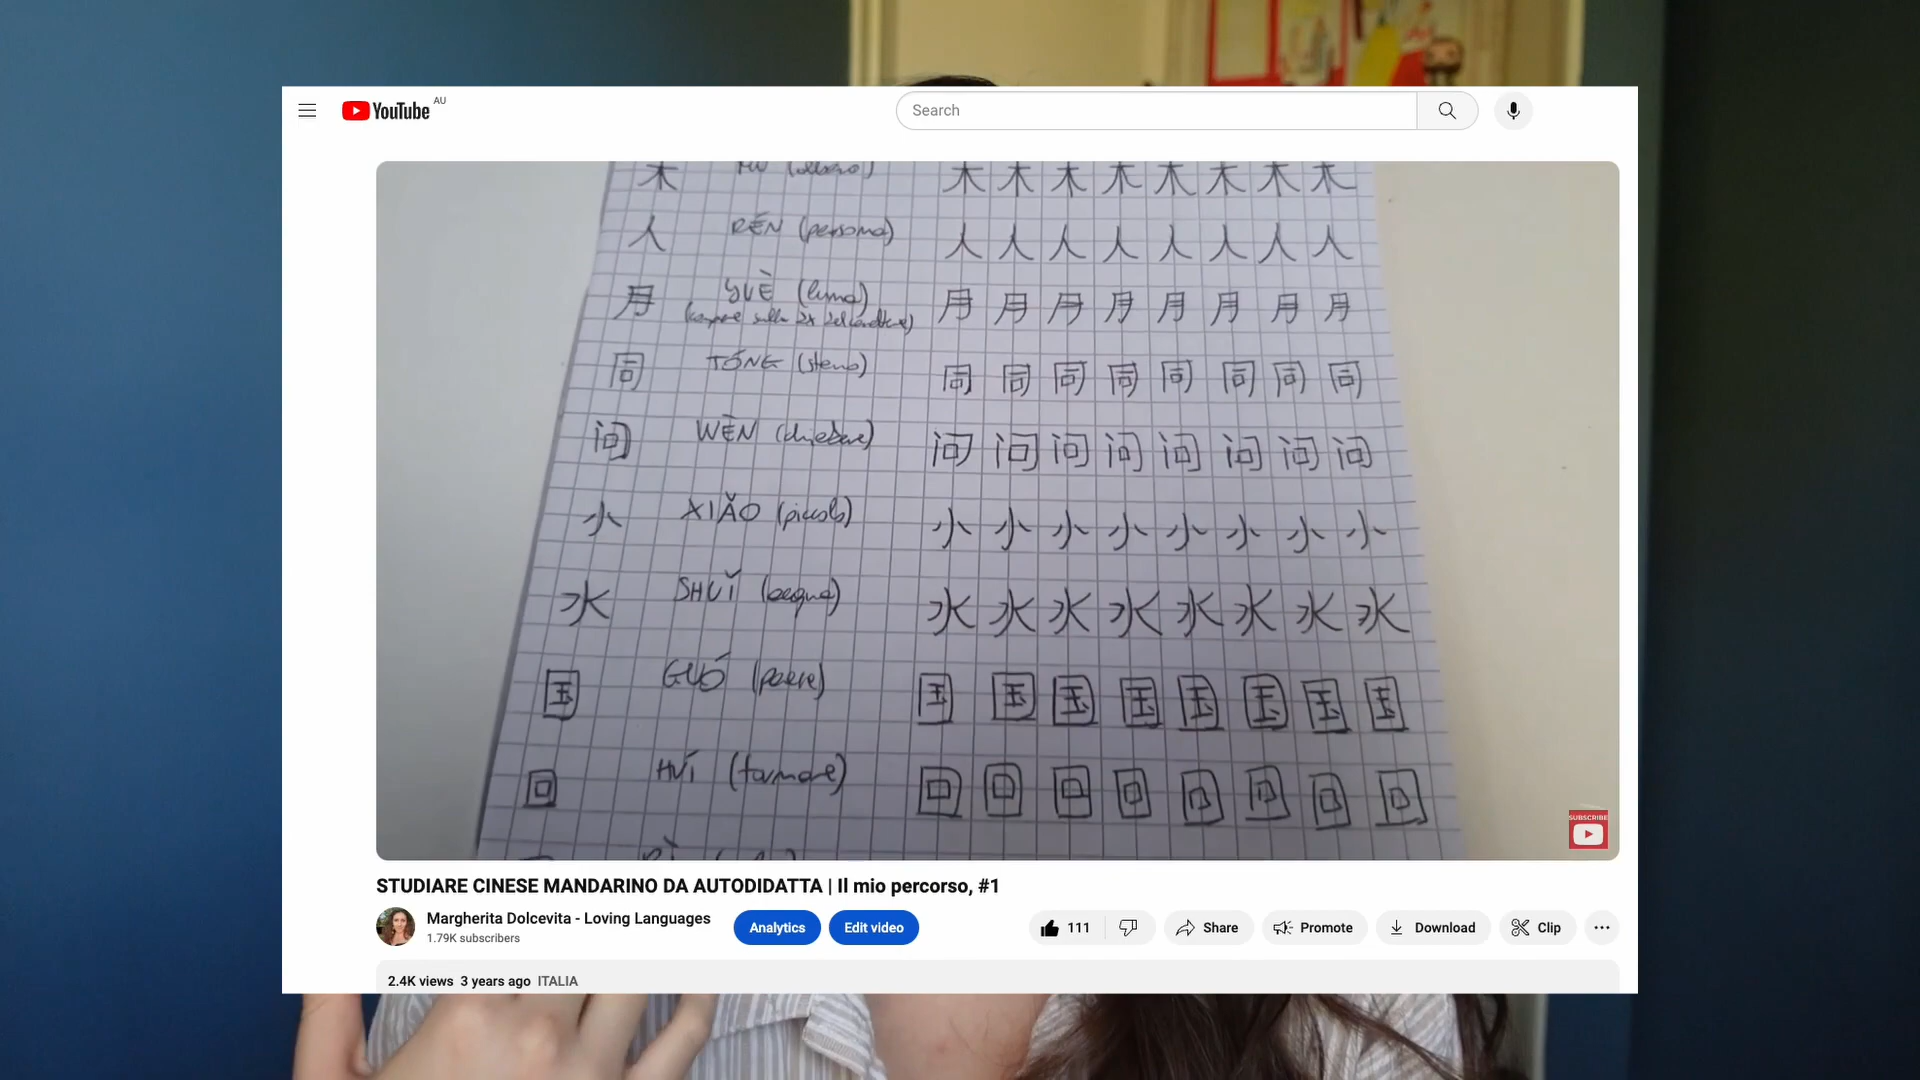 YouTube AU
Search
木 MÙ (albero) 木 木 木 木 木 木 木 木
人 RÉN (persona) 人 人 人 人 人 人 人 人
月 YUÈ (luna) 月 月 月 月 月 月 月 月
同 TÓNG (stesso) 同 同 同 同 同 同 同 同
问 WÈN (chiedere) 问 问 问 问 问 问 问 问
小 XIǍO (piccolo) 小 小 小 小 小 小 小 小
水 SHUǏ (acqua) 水 水 水 水 水 水 水 水
国 GUÓ (paese) 国 国 国 国 国 国 国 国
回 HUÍ (tornare) 回 回 回 回 回 回 回 回
SUBSCRIBE
STUDIARE CINESE MANDARINO DA AUTODIDATTA | Il mio percorso, #1
Margherita Dolcevita - Loving Languages
1.79K subscribers
Analytics
Edit video
111
Share
Promote
Download
Clip
2.4K views 3 years ago ITALIA